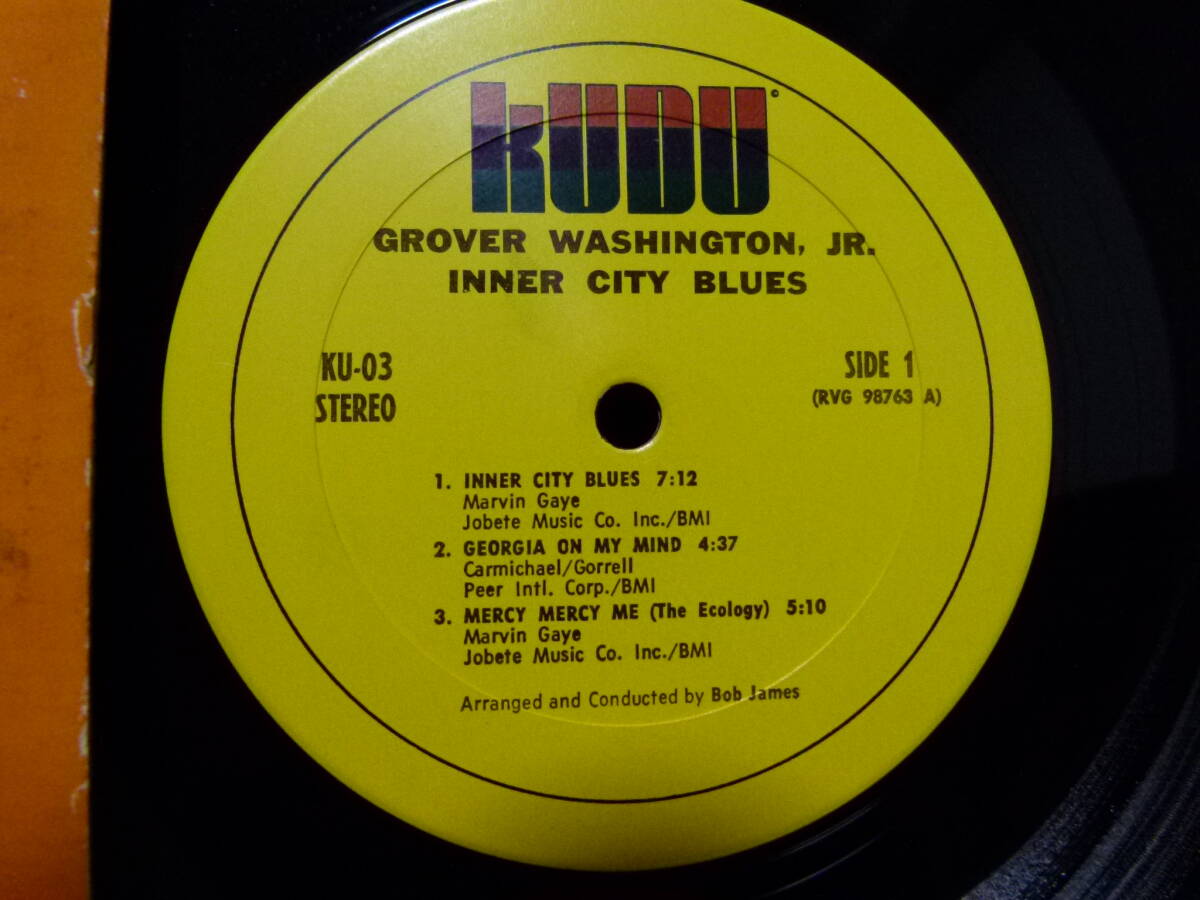 kUDU ©
GROVER WASHINGTON, JR.
INNER CITY BLUES
KU-03
STEREO
SIDE 1
(RVG 98763 A)
1. INNER CITY BLUES 7:12
Marvin Gaye
Jobete Music Co. Inc./BMI
2. GEORGIA ON MY MIND 4:37
Carmichael/Gorrell
Peer Intl. Corp./BMI
3. MERCY MERCY ME (The Ecology) 5:10
Marvin Gaye
Jobete Music Co. Inc./BMI
Arranged and Conducted by Bob James